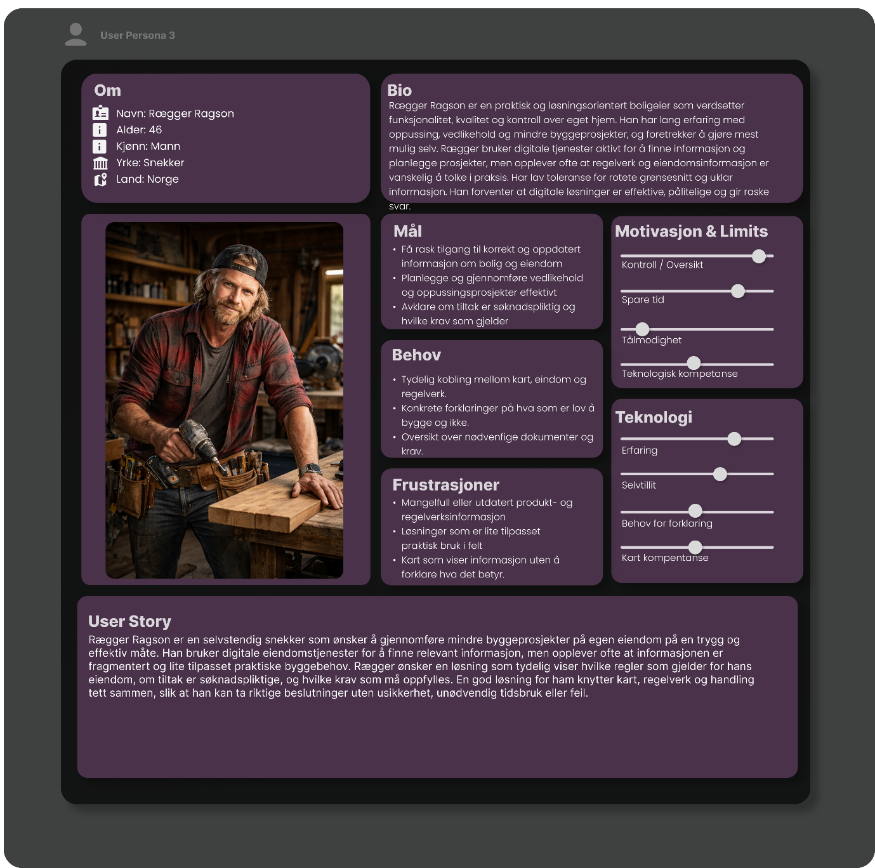 User Persona 3
Om
Navn: Rægger Ragson
Alder: 46
Kjønn: Mann
Yrke: Snekker
Land: Norge
Bio
Rægger Ragson er en praktisk og løsningsorientert boligeier som verdsetter
funksjonalitet, kvalitet og kontroll over eget hjem. Han har lang erfaring med
oppussing, vedlikehold og mindre byggeprosjekter, og foretrekker å gjøre mest
mulig selv. Rægger bruker digitale tjenester aktivt for å finne informasjon og
planlegge prosjekter, men opplever ofte at regelverk og eiendomsinformasjon er
vanskelig å tolke i praksis. Har lav toleranse for rotete grensesnitt og uklar
informasjon. Han forventer at digitale løsninger er effektive, pålitelige og gir raske
svar.
Mål
• Få rask tilgang til korrekt og oppdatert
informasjon om bolig og eiendom
• Planlegge og gjennomføre vedlikehold
og oppussingsprosjekter effektivt
• Avklare om tiltak er søknadspliktig og
hvilke krav som gjelder
Behov
• Tydelig kobling mellom kart, eindom og
regelverk.
• Konkrete forklaringer på hva som er lov å
bygge og ikke.
• Oversikt over nødvenfige dokumenter og
krav.
Frustrasjoner
• Mangelfull eller utdatert produkt- og
regelverksinformasjon
• Løsninger som er lite tilpasset
praktisk bruk i felt
• Kart som viser informasjon uten å
forklare hva det betyr.
Motivasjon & Limits
Kontroll / Oversikt
Spare tid
Tålmodighet
Teknologisk kompetanse
Teknologi
Erfaring
Selvtillit
Behov for forklaring
Kart kompentanse
User Story
Rægger Ragson er en selvstendig snekker som ønsker å gjennomføre mindre byggeprosjekter på egen eiendom på en trygg og
effektiv måte. Han bruker digitale eiendomstjenester for å finne relevant informasjon, men opplever ofte at informasjonen er
fragmentert og lite tilpasset praktiske byggebehov. Rægger ønsker en løsning som tydelig viser hvilke regler som gjelder for hans
eiendom, om tiltak er søknadspliktige, og hvilke krav som må oppfylles. En god løsning for ham knytter kart, regelverk og handling
tett sammen, slik at han kan ta riktige beslutninger uten usikkerhet, unødvendig tidsbruk eller feil.